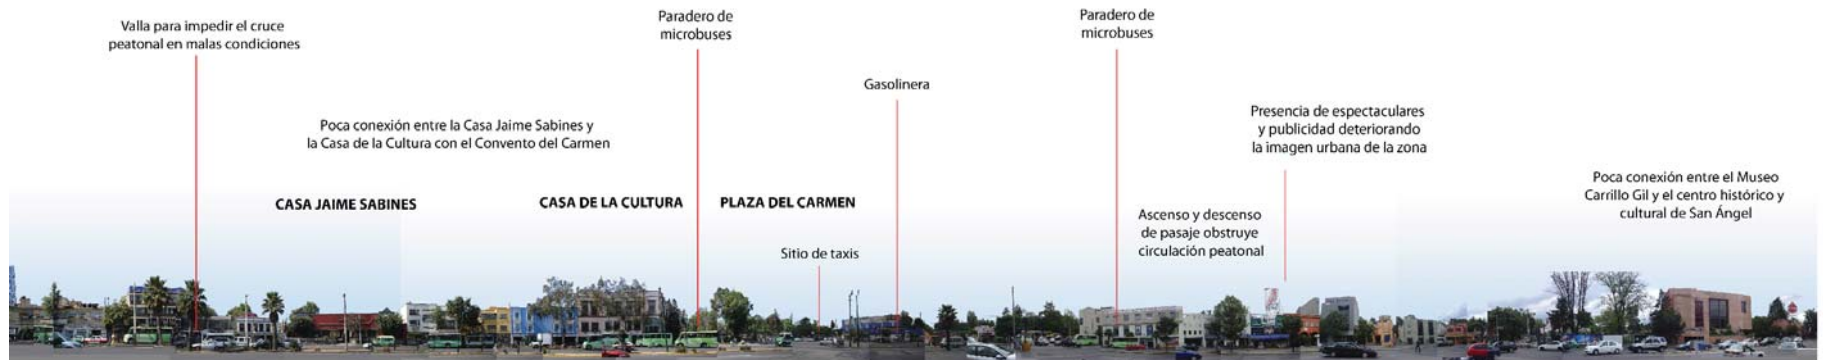 Valla para impedir el cruce
peatonal en malas condiciones
Poca conexión entre la Casa Jaime Sabines y
la Casa de la Cultura con el Convento del Carmen
CASA JAIME SABINES
CASA DE LA CULTURA
Paradero de
microbuses
PLAZA DEL CARMEN
Sitio de taxis
Gasolinera
Paradero de
microbuses
Ascenso y descenso
de pasaje obstruye
circulación peatonal
Presencia de espectaculares
y publicidad deteriorando
la imagen urbana de la zona
Poca conexión entre el Museo
Carrillo Gil y el centro histórico y
cultural de San Ángel